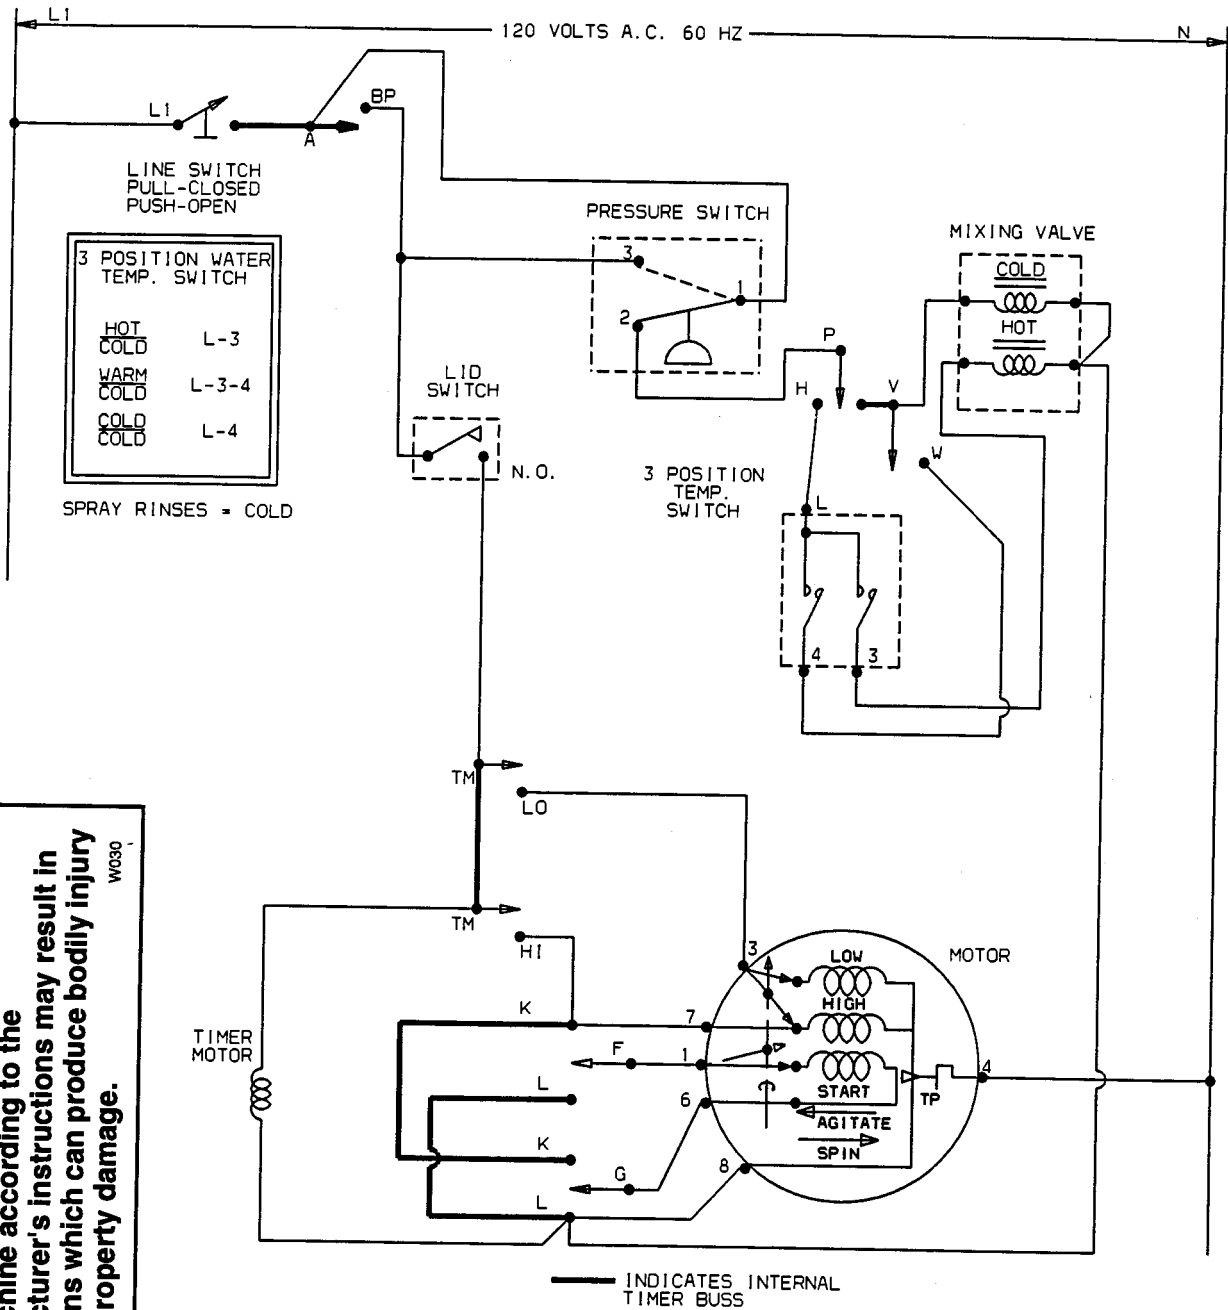 L1
120 VOLTS A.C. 60 HZ
N
L1
A
BP
LINE SWITCH
PULL-CLOSED
PUSH-OPEN
PRESSURE SWITCH
3
1
2
MIXING VALVE
COLD
HOT
3 POSITION WATER
TEMP. SWITCH
HOT
COLD
L-3
WARM
COLD
L-3-4
COLD
COLD
L-4
SPRAY RINSES = COLD
LID
SWITCH
N.O.
P
H
V
W
3 POSITION
TEMP.
SWITCH
L
4
3
TM
LO
TM
HI
K
F
L
K
G
L
TIMER
MOTOR
3
7
1
6
8
4
LOW
HIGH
START
TP
AGITATE
SPIN
MOTOR
INDICATES INTERNAL
TIMER BUSS
W030
hine according to the
cturer's instructions may result in
ns which can produce bodily injury
roperty damage.